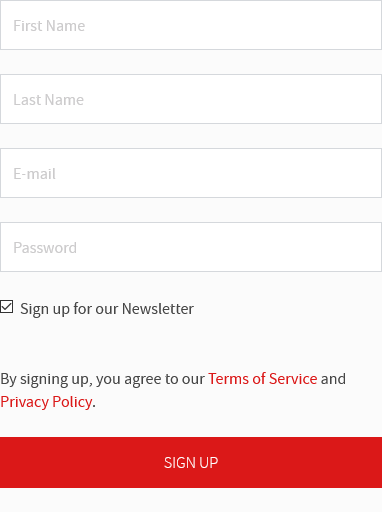 First Name
Last Name
E-mail
Password
Sign up for our Newsletter
By signing up, you agree to our Terms of Service and
Privacy Policy.
SIGN UP